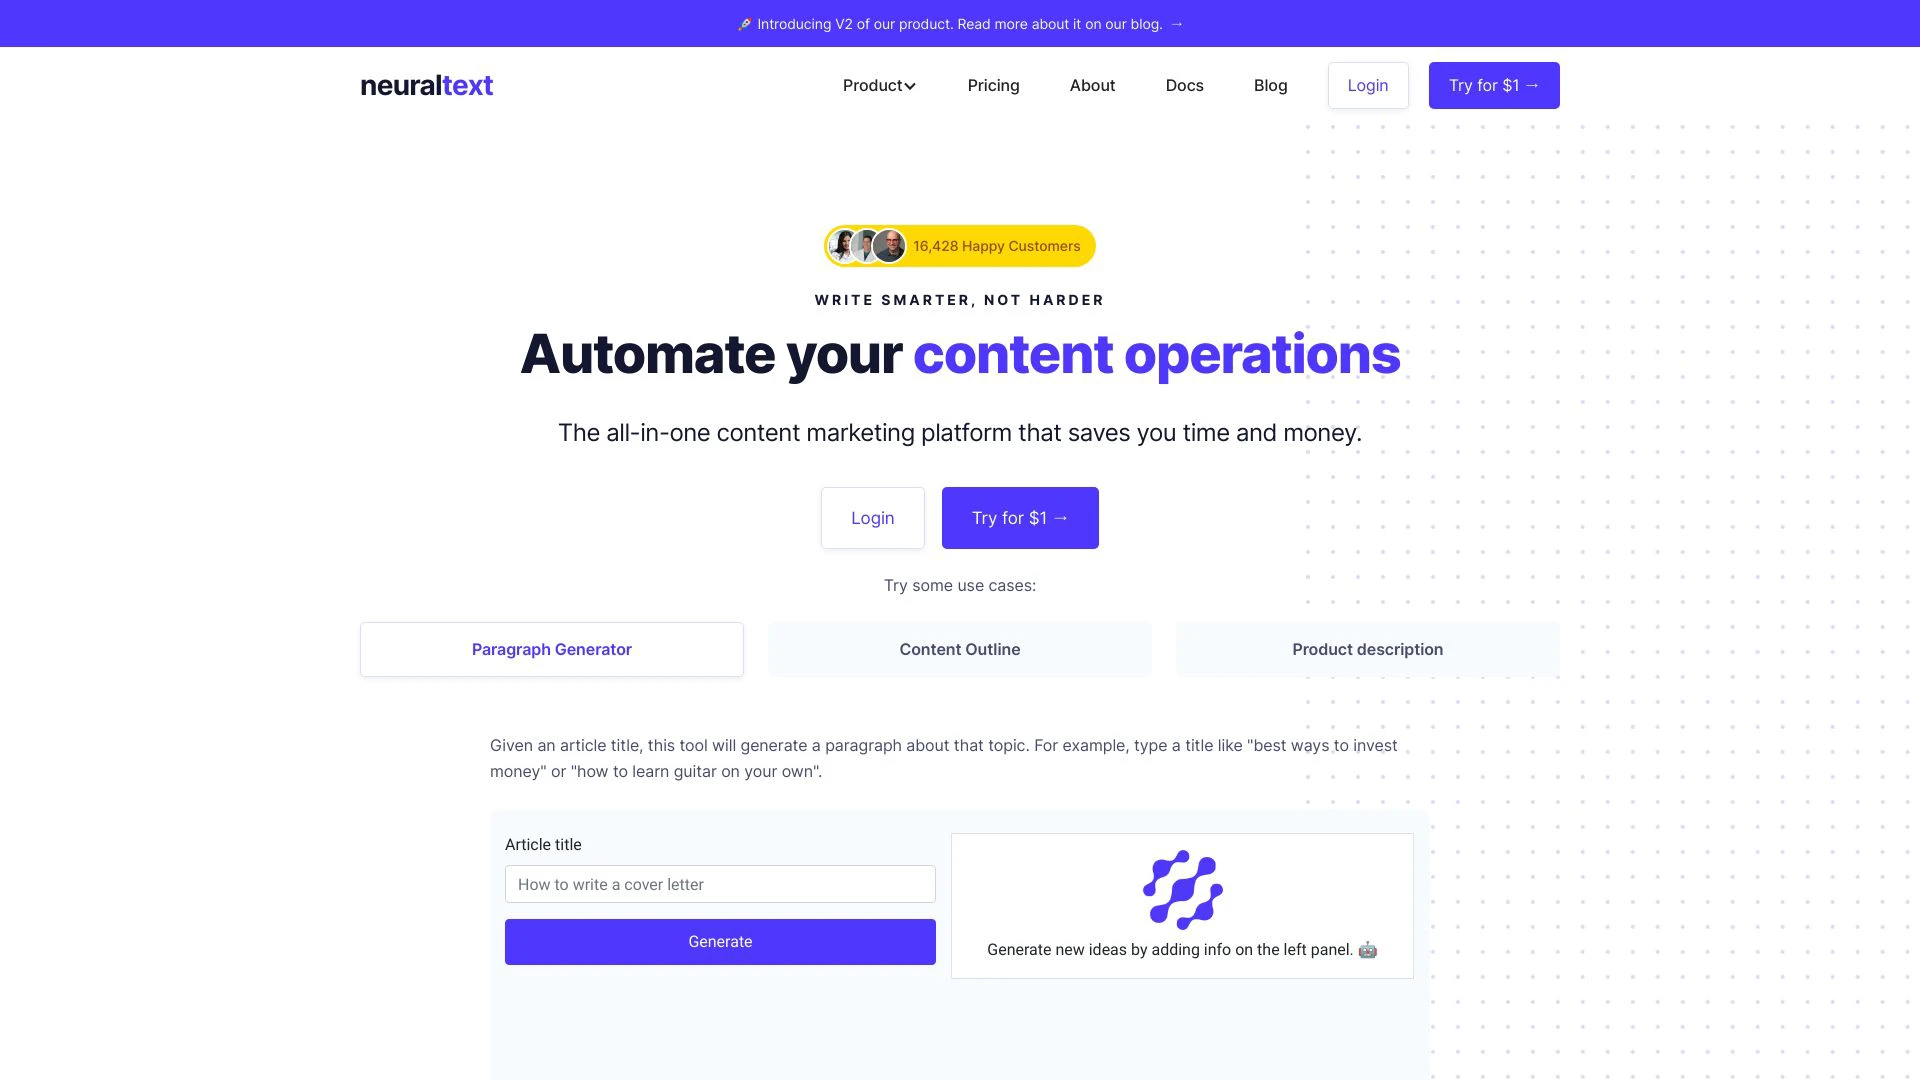 🚀 Introducing V2 of our product. Read more about it on our blog. →
neuraltext
Product
Pricing
About
Docs
Blog
Login
Try for $1 →
16,428 Happy Customers
WRITE SMARTER, NOT HARDER
Automate your content operations
The all-in-one content marketing platform that saves you time and money.
Login
Try for $1 →
Try some use cases:
Paragraph Generator
Content Outline
Product description
Given an article title, this tool will generate a paragraph about that topic. For example, type a title like "best ways to invest
money" or "how to learn guitar on your own".
Article title
How to write a cover letter
Generate
Generate new ideas by adding info on the left panel. 🤖